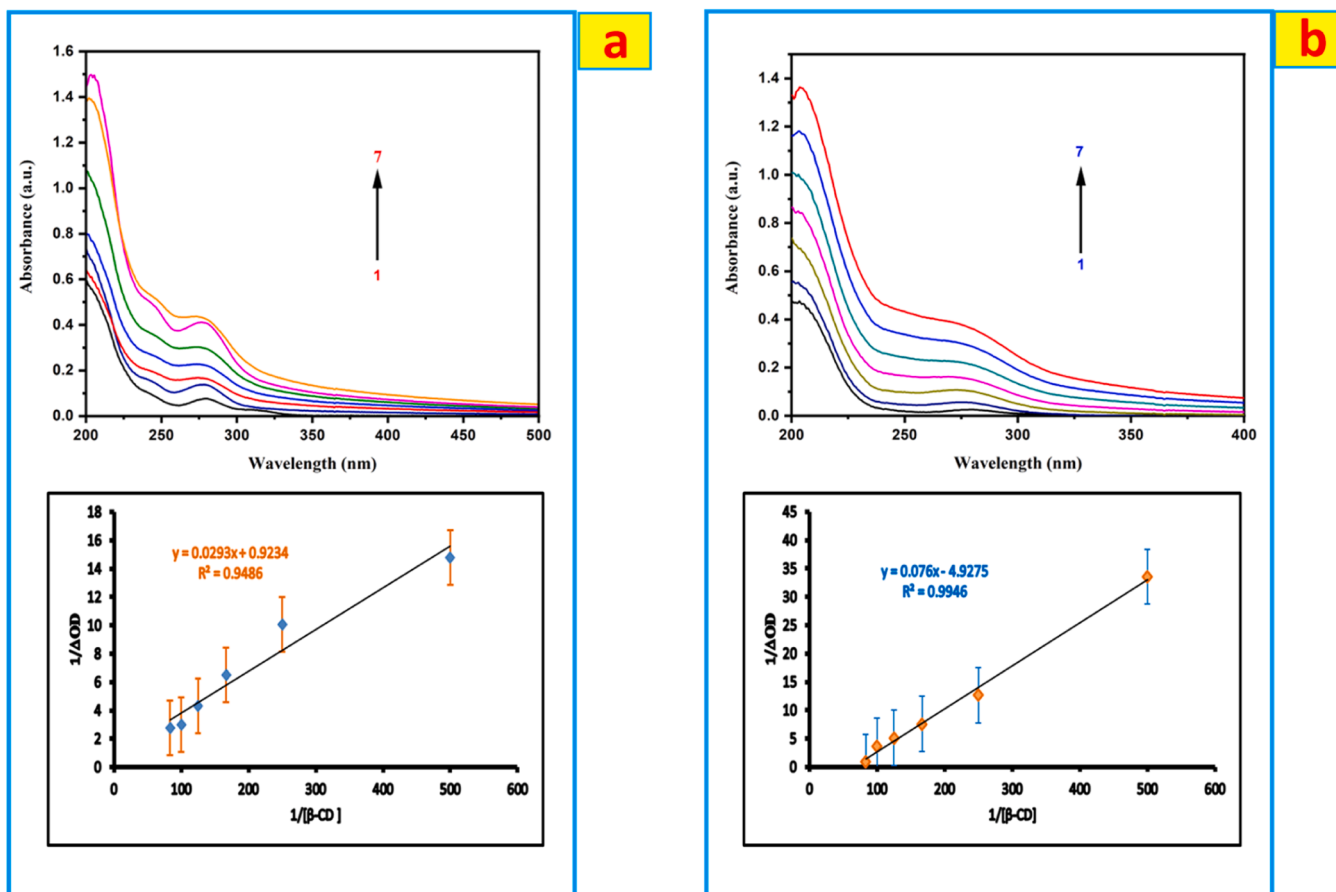 a
1.6
1.4
1.2
1.0
0.8
0.6
0.4
0.2
0.0
Absorbance (a.u.)
7
1
200 250 300 350 400 450 500
Wavelength (nm)
18
16
14
12
10
8
6
4
2
0
1/ΔOD
y = 0.0293x + 0.9234
R² = 0.9486
0 100 200 300 400 500 600
1/[β-CD ]
b
1.4
1.2
1.0
0.8
0.6
0.4
0.2
0.0
Absorbance (a.u.)
7
1
200 250 300 350 400
Wavelength (nm)
45
40
35
30
25
20
15
10
5
0
1/ΔOD
y = 0.076x - 4.9275
R² = 0.9946
0 100 200 300 400 500 600
1/[β-CD]